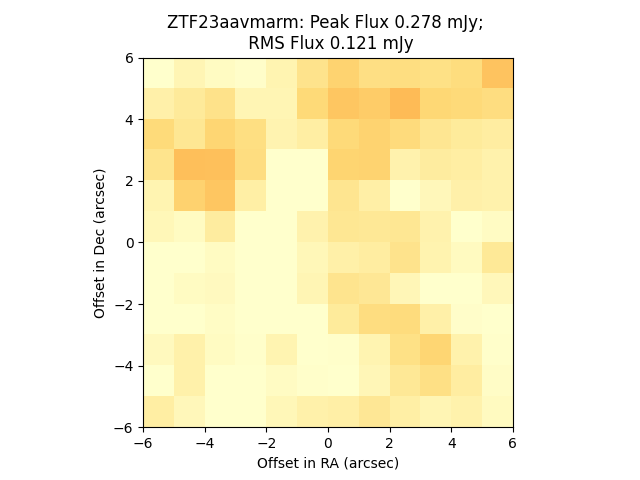 ZTF23aavmarm: Peak Flux 0.278 mJy;
RMS Flux 0.121 mJy
6
4
2
0
−2
−4
−6
Offset in Dec (arcsec)
−6 −4 −2 0 2 4 6
Offset in RA (arcsec)